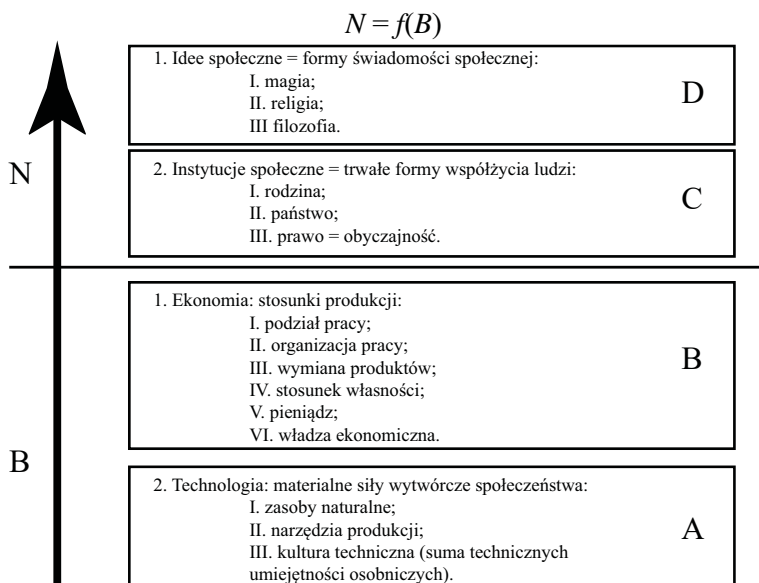 N = f(B)
1. Idee społeczne = formy świadomości społecznej:
I. magia;
II. religia;
III filozofia.
D
N
2. Instytucje społeczne = trwałe formy współżycia ludzi:
I. rodzina;
II. państwo;
III. prawo = obyczajność.
C
1. Ekonomia: stosunki produkcji:
I. podział pracy;
II. organizacja pracy;
III. wymiana produktów;
IV. stosunek własności;
V. pieniądz;
VI. władza ekonomiczna.
B
B
2. Technologia: materialne siły wytwórcze społeczeństwa:
I. zasoby naturalne;
II. narzędzia produkcji;
III. kultura techniczna (suma technicznych
umiejętności osobniczych).
A